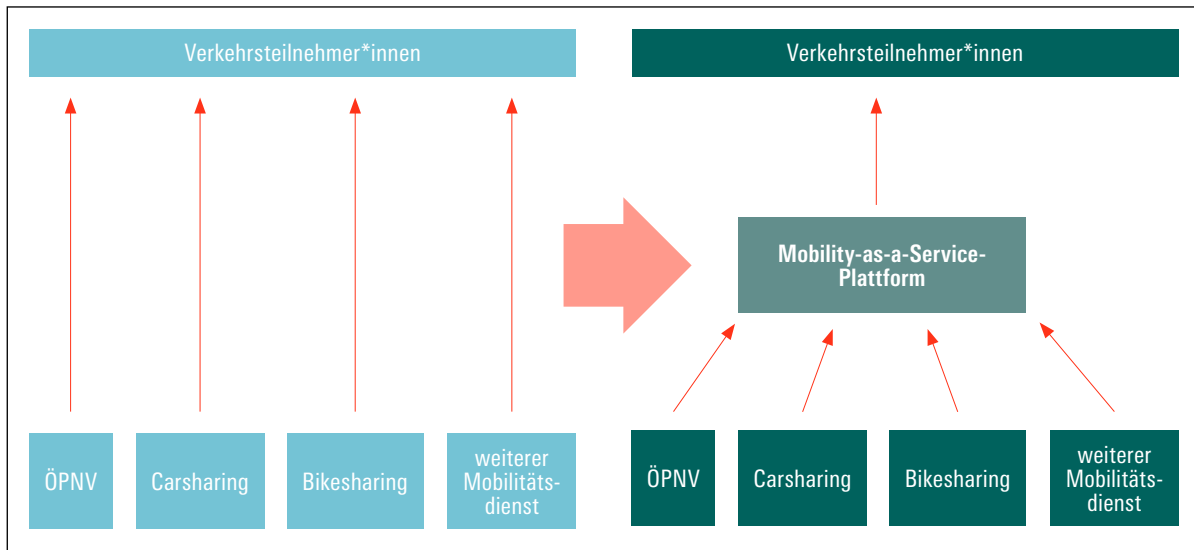 Verkehrsteilnehmer*innen
ÖPNV
Carsharing
Bikesharing
weiterer
Mobilitäts-
dienst
Verkehrsteilnehmer*innen
Mobility-as-a-Service-
Plattform
ÖPNV
Carsharing
Bikesharing
weiterer
Mobilitäts-
dienst